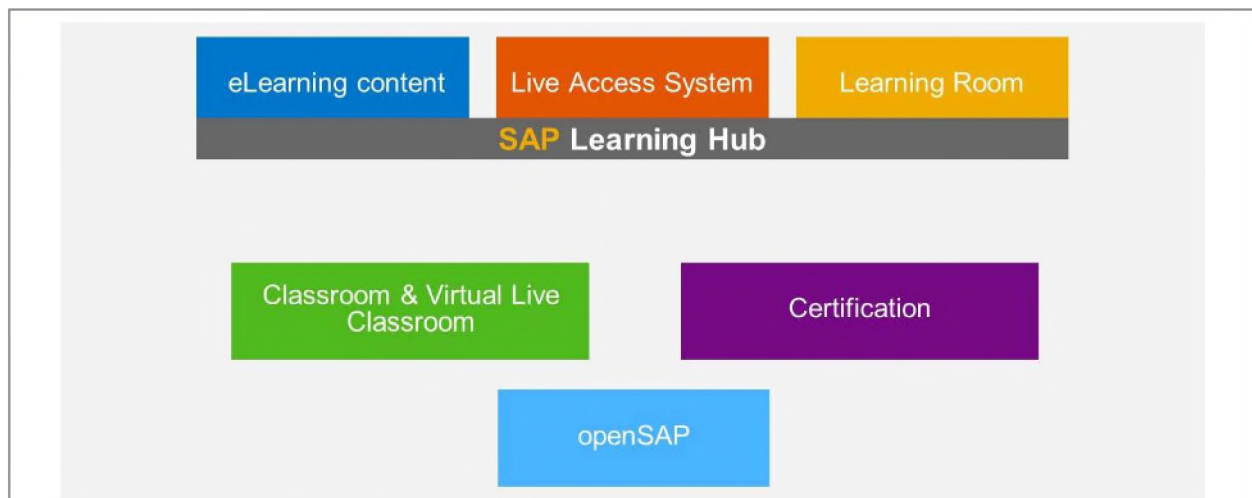 eLearning content
Live Access System
Learning Room
SAP Learning Hub
Classroom & Virtual Live
Classroom
Certification
openSAP